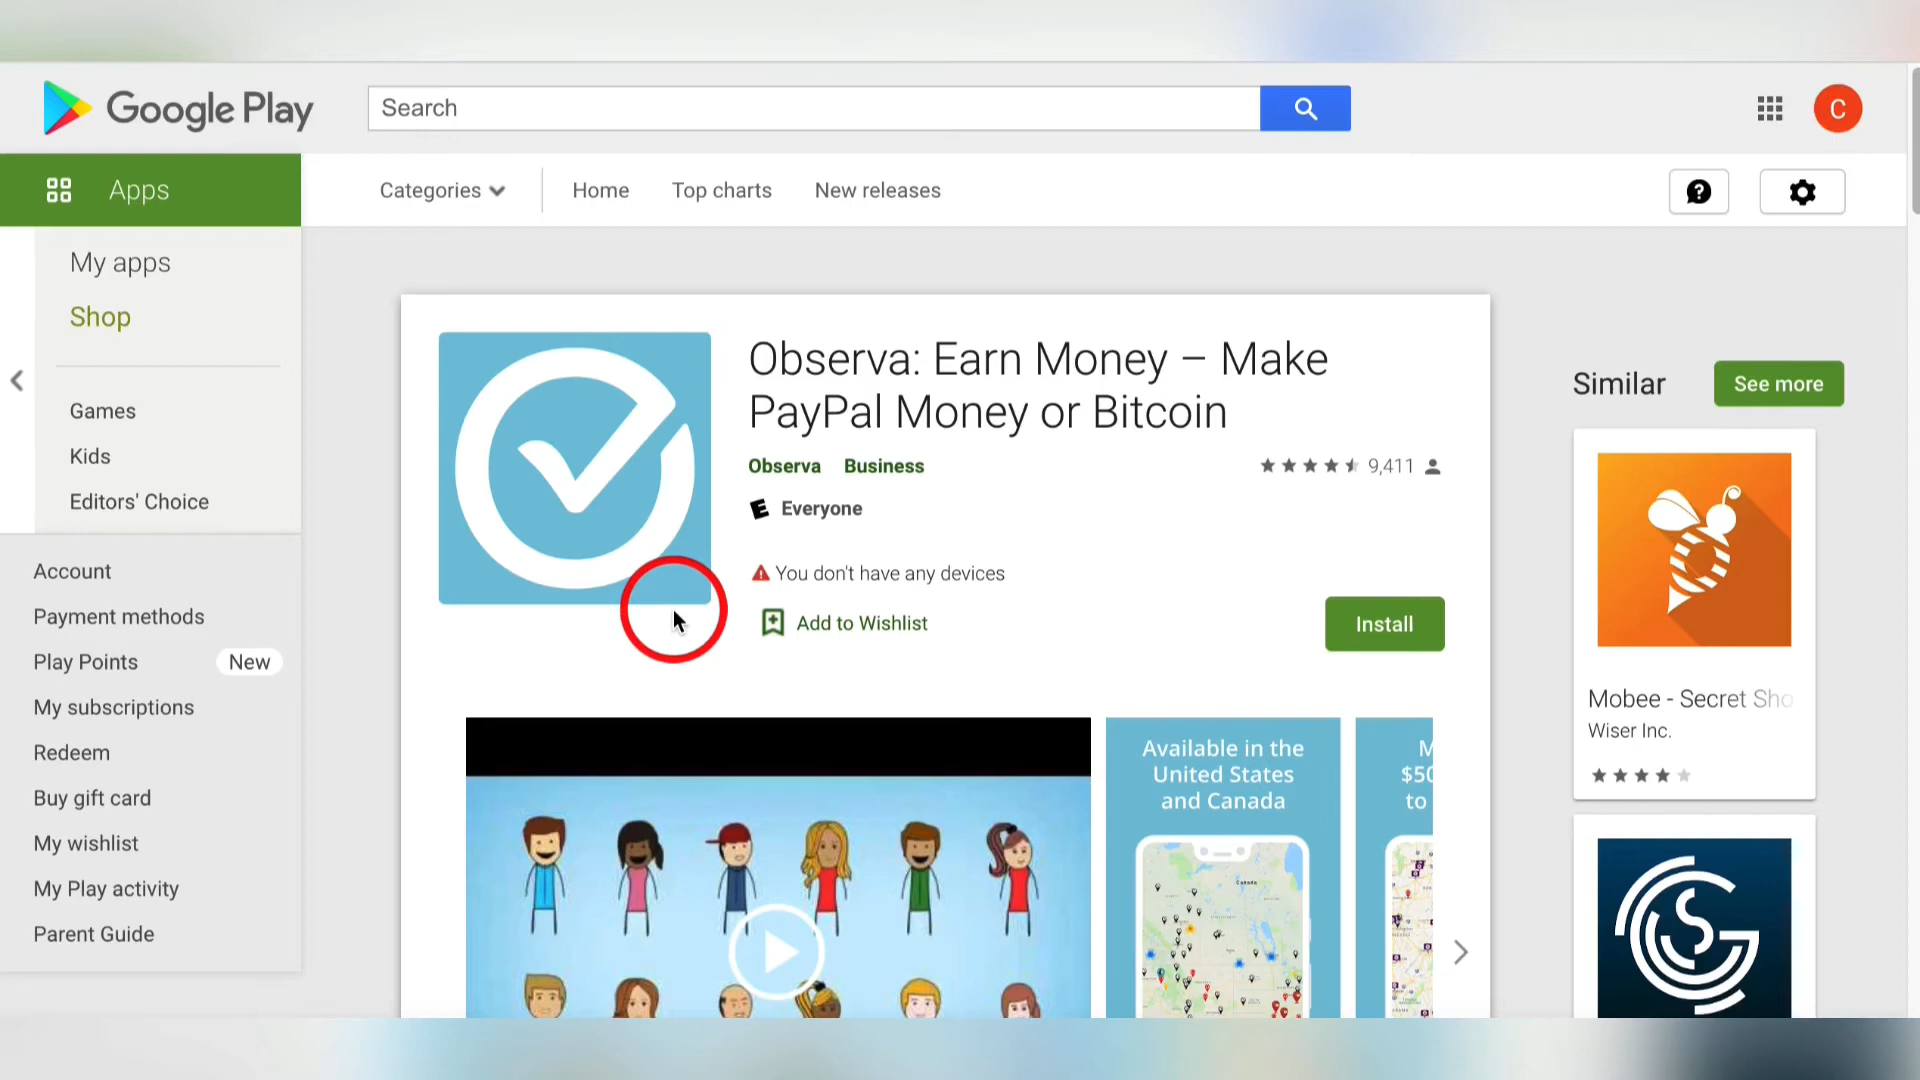 Google Play
Search
C
Apps
Categories
Home
Top charts
New releases
My apps
Shop
Games
Kids
Editors' Choice
Account
Payment methods
Play Points
New
My subscriptions
Redeem
Buy gift card
My wishlist
My Play activity
Parent Guide
Observa: Earn Money – Make
PayPal Money or Bitcoin
Observa
Business
9,411
E
Everyone
You don't have any devices
Add to Wishlist
Install
Available in the
United States
and Canada
Canada
M
$50
to
Similar
See more
Mobee - Secret Sho
Wiser Inc.